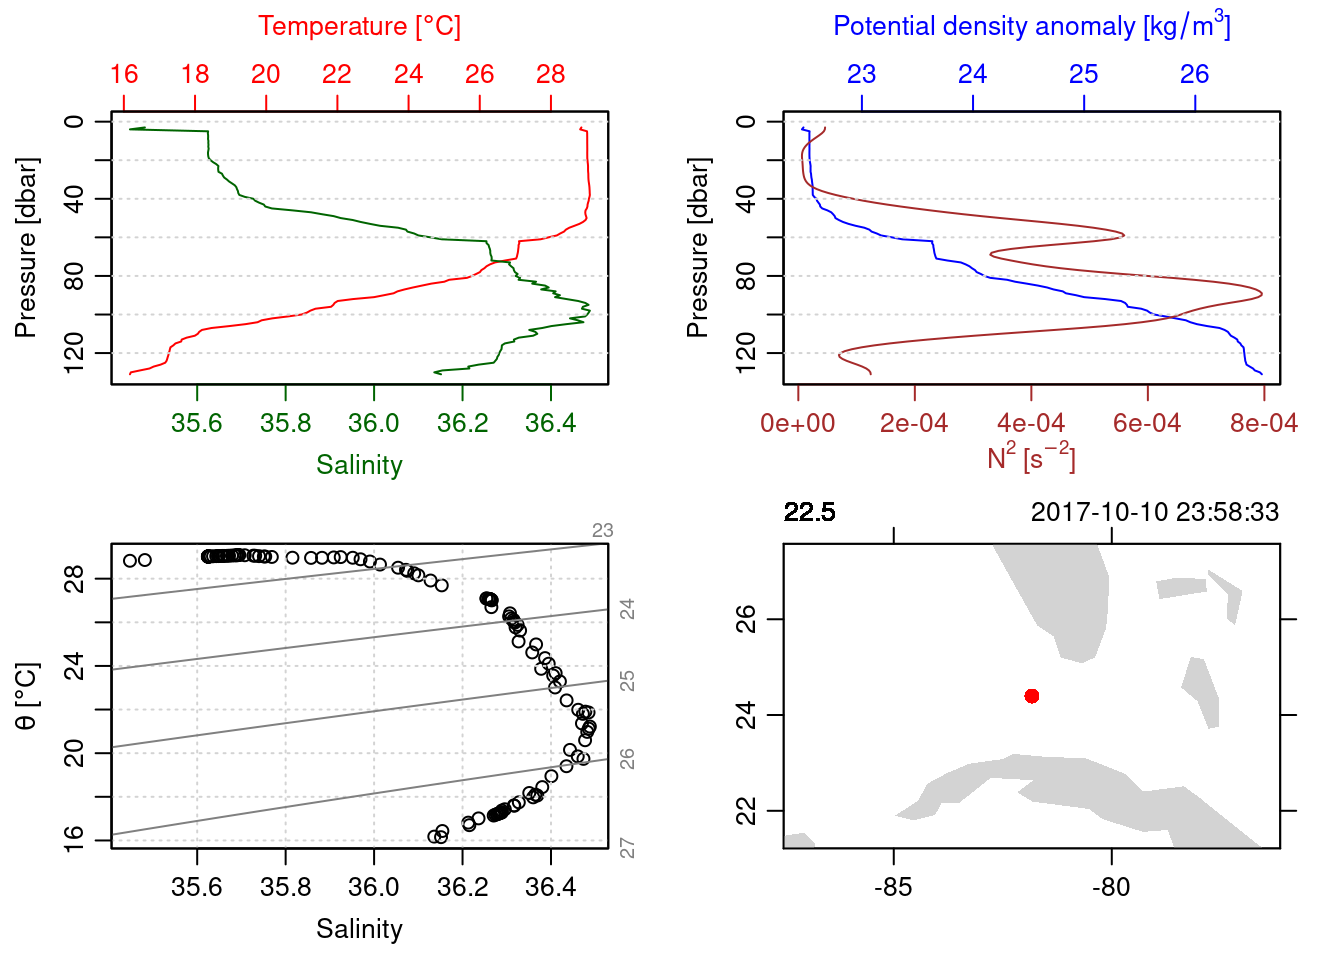 Temperature [°C]
16 18 20 22 24 26 28
Pressure [dbar]
0 40 80 120
35.6 35.8 36.0 36.2 36.4
Salinity
Potential density anomaly [kg/m³]
23 24 25 26
Pressure [dbar]
0 40 80 120
0e+00 2e-04 4e-04 6e-04 8e-04
N² [s⁻²]
23
24
25
26
27
θ [°C]
28 24 20 16
35.6 35.8 36.0 36.2 36.4
Salinity
22.5 2017-10-10 23:58:33
26
24
22
-85 -80